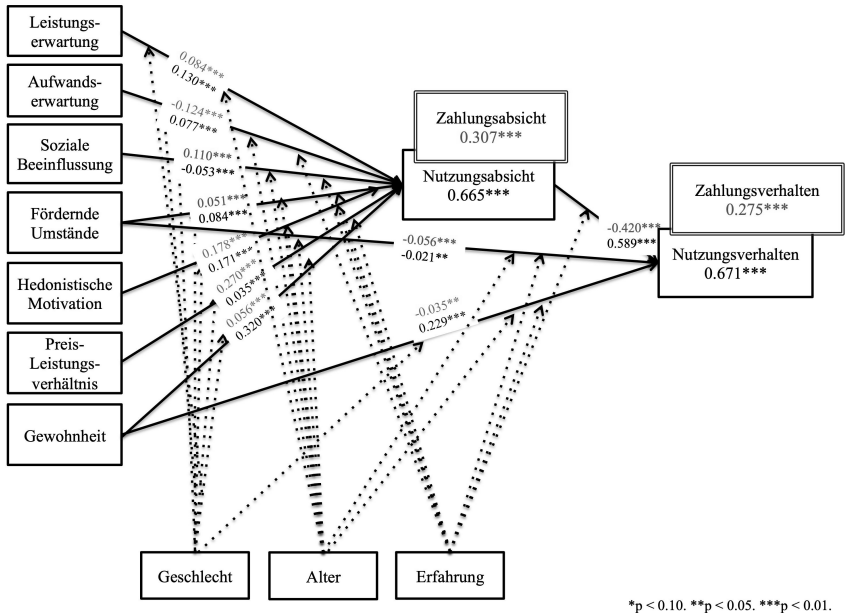 Leistungs-
erwartung
0.084***
0.130***
Aufwands-
erwartung
-0.124***
0.077***
Soziale
Beeinflussung
0.110***
-0.053***
Fördernde
Umstände
0.051***
0.084***
Hedonistische
Motivation
0.178***
0.171***
Preis-
Leistungs-
verhältnis
0.270***
0.035***
Gewohnheit
0.056***
0.320***
Zahlungsabsicht
0.307***
Nutzungsabsicht
0.665***
-0.420***
0.589***
-0.056***
-0.021**
-0.035**
0.229***
Zahlungsverhalten
0.275***
Nutzungsverhalten
0.671***
Geschlecht
Alter
Erfahrung
*p < 0.10. **p < 0.05. ***p < 0.01.